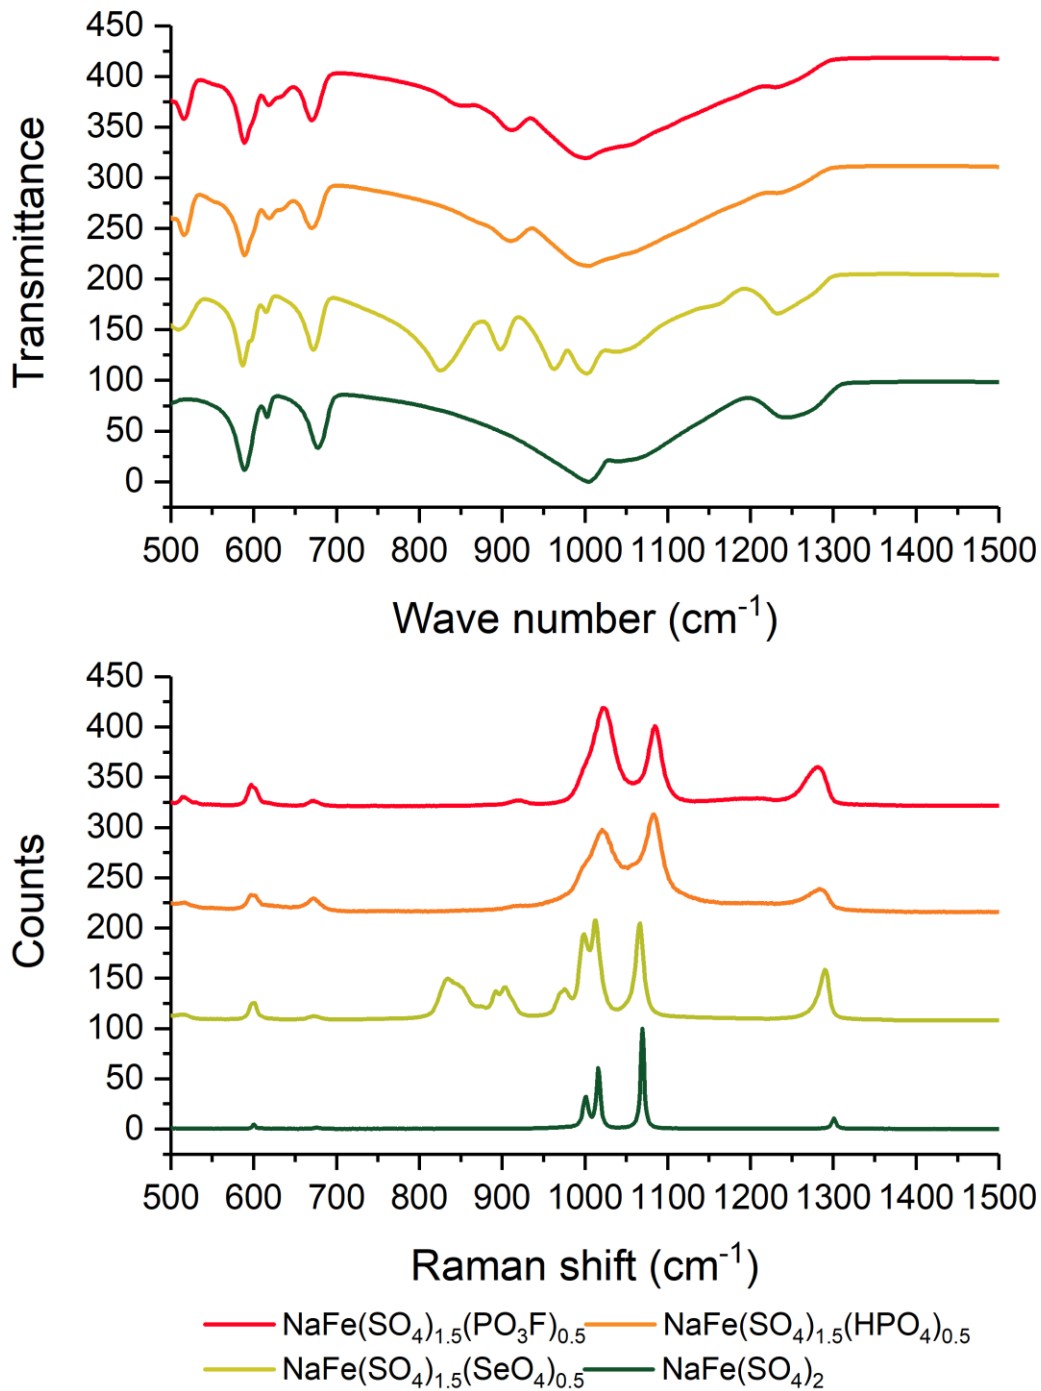 450
400
350
300
250
200
150
100
50
0
Transmittance
500 600 700 800 900 1000 1100 1200 1300 1400 1500
Wave number (cm⁻¹)
450
400
350
300
250
200
150
100
50
0
Counts
500 600 700 800 900 1000 1100 1200 1300 1400 1500
Raman shift (cm⁻¹)
NaFe(SO₄)₁.₅(PO₃F)₀.₅ NaFe(SO₄)₁.₅(HPO₄)₀.₅
NaFe(SO₄)₁.₅(SeO₄)₀.₅ NaFe(SO₄)₂